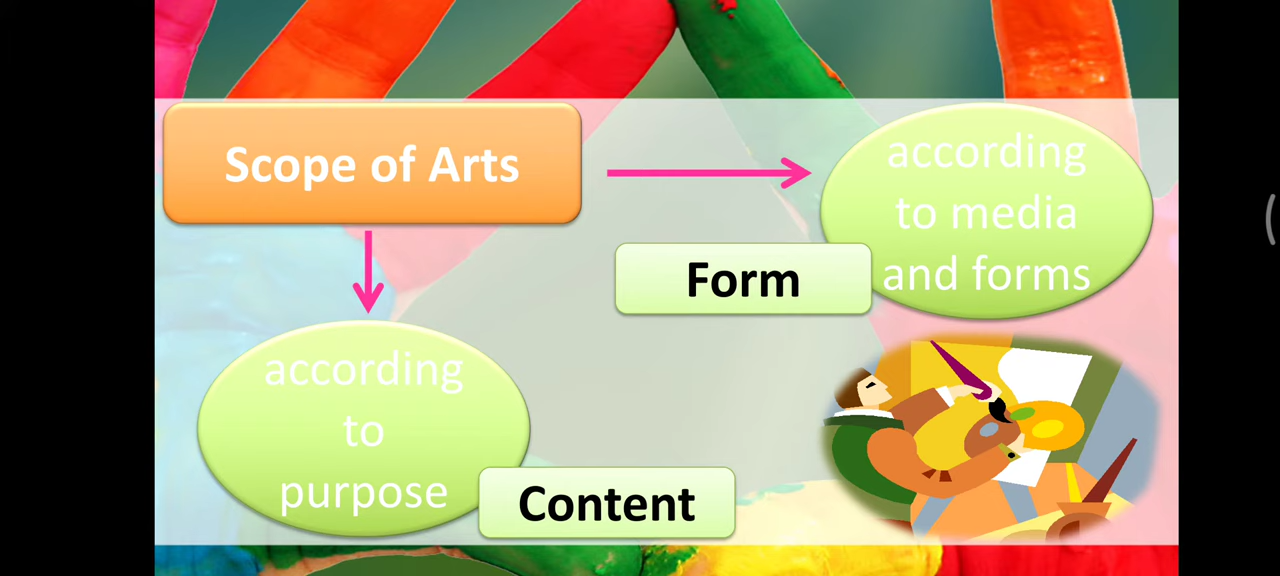 Scope of Arts
according
to media
and forms
Form
according
to
purpose
Content